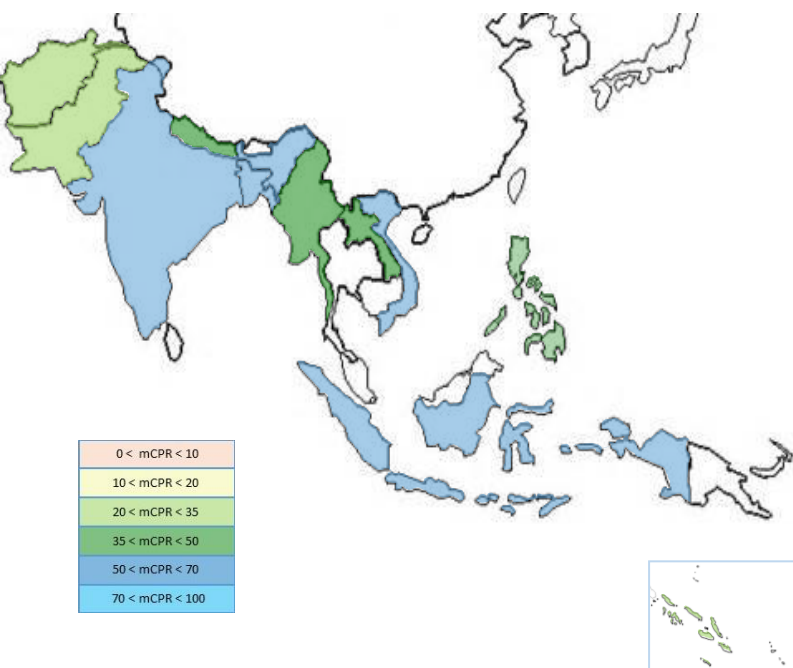 0 < mCPR < 10
10 < mCPR < 20
20 < mCPR < 35
35 < mCPR < 50
50 < mCPR < 70
70 < mCPR < 100